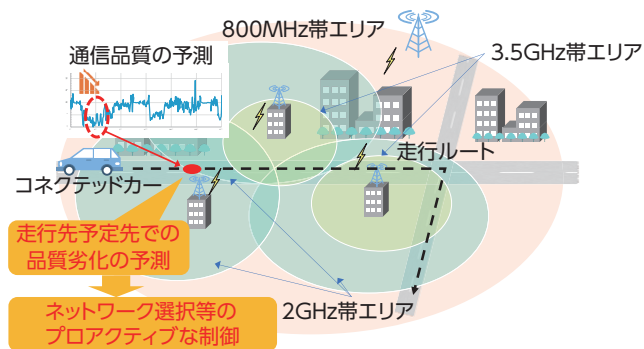 800MHz帯エリア
通信品質の予測
3.5GHz帯エリア
走行ルート
コネクテッドカー
走行先予定先での
品質劣化の予測
2GHz帯エリア
ネットワーク選択等の
プロアクティブな制御